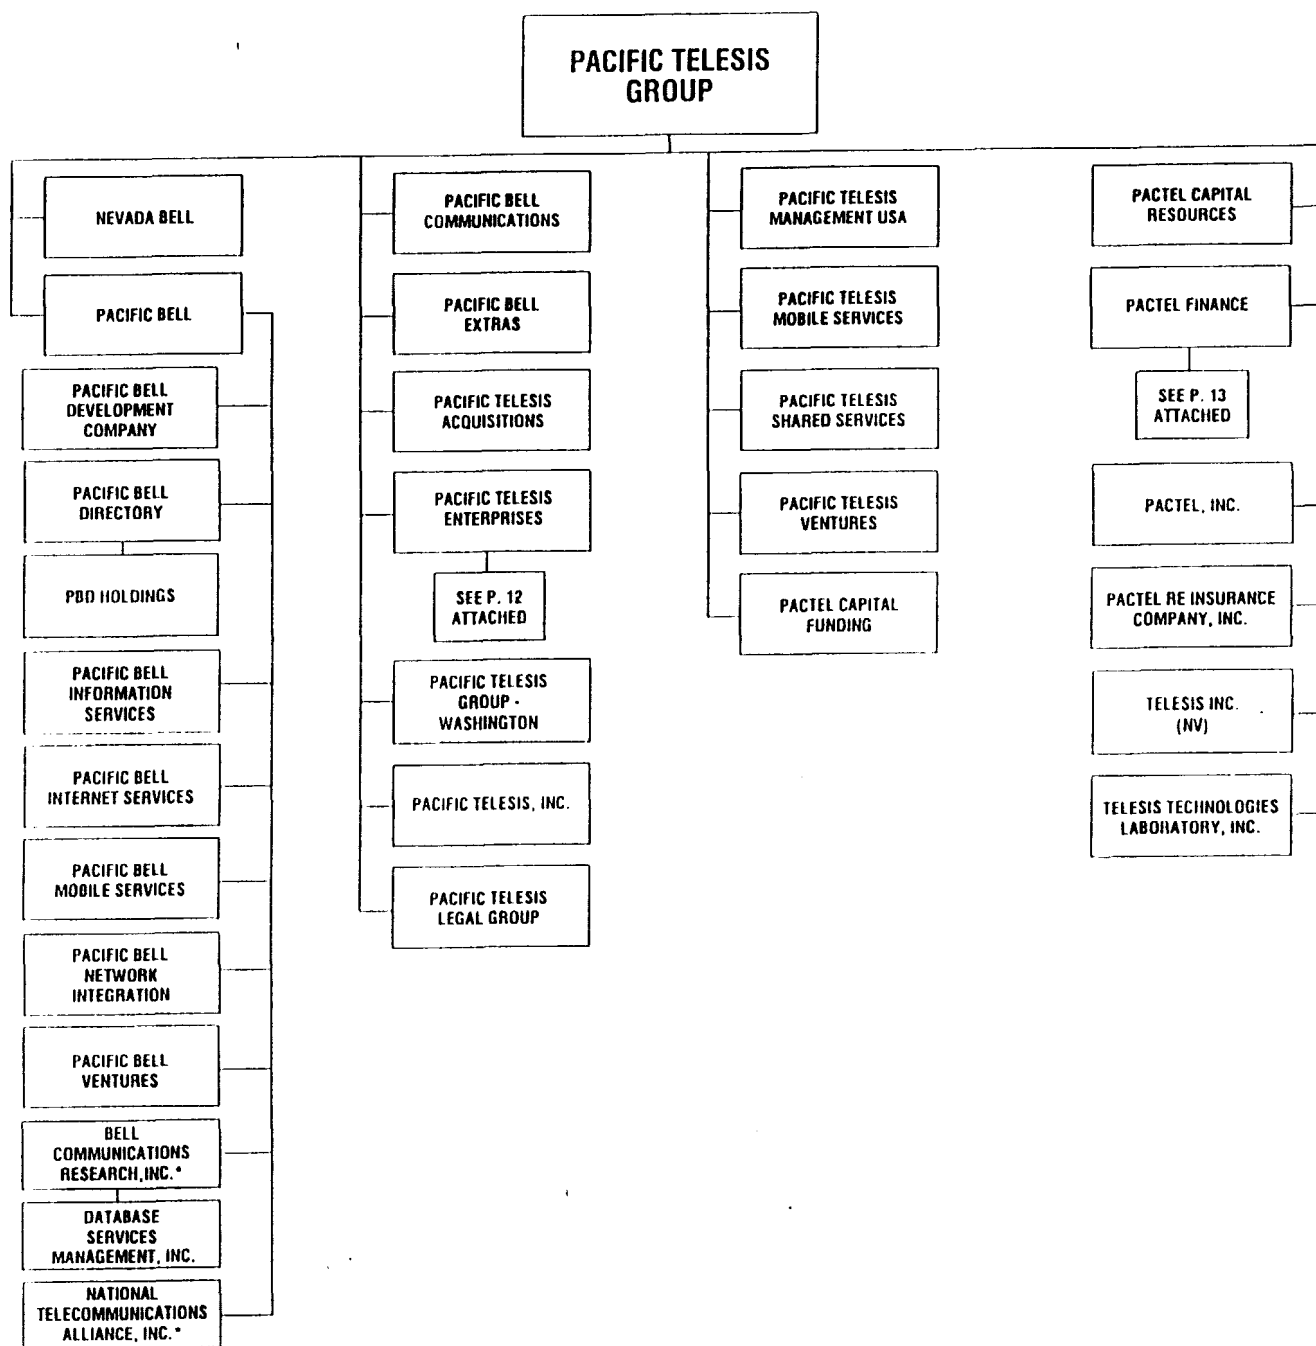 PACIFIC TELESIS
GROUP
NEVADA BELL
PACIFIC BELL
PACIFIC BELL
DEVELOPMENT
COMPANY
PACIFIC BELL
DIRECTORY
PBD HOLDINGS
PACIFIC BELL
INFORMATION
SERVICES
PACIFIC BELL
INTERNET SERVICES
PACIFIC BELL
MOBILE SERVICES
PACIFIC BELL
NETWORK
INTEGRATION
PACIFIC BELL
VENTURES
BELL
COMMUNICATIONS
RESEARCH,INC.*
DATABASE
SERVICES
MANAGEMENT, INC.
NATIONAL
TELECOMMUNICATIONS
ALLIANCE, INC.*
PACIFIC BELL
COMMUNICATIONS
PACIFIC BELL
EXTRAS
PACIFIC TELESIS
ACQUISITIONS
PACIFIC TELESIS
ENTERPRISES
SEE P. 12
ATTACHED
PACIFIC TELESIS
GROUP -
WASHINGTON
PACIFIC TELESIS, INC.
PACIFIC TELESIS
LEGAL GROUP
PACIFIC TELESIS
MANAGEMENT USA
PACIFIC TELESIS
MOBILE SERVICES
PACIFIC TELESIS
SHARED SERVICES
PACIFIC TELESIS
VENTURES
PACTEL CAPITAL
FUNDING
PACTEL CAPITAL
RESOURCES
PACTEL FINANCE
SEE P. 13
ATTACHED
PACTEL, INC.
PACTEL RE INSURANCE
COMPANY, INC.
TELESIS INC.
(NV)
TELESIS TECHNOLOGIES
LABORATORY, INC.